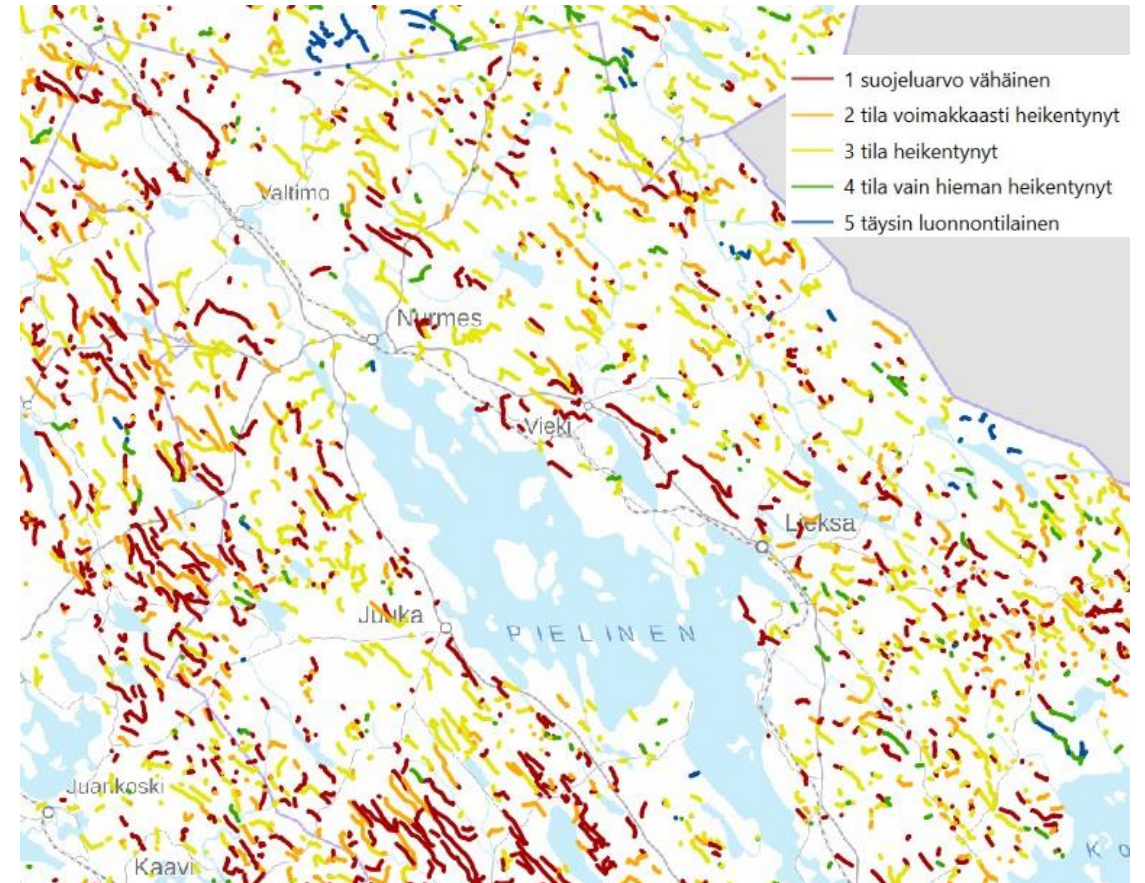 1 suojeluarvo vähäinen
2 tila voimakkaasti heikentynyt
3 tila heikentynyt
4 tila vain hieman heikentynyt
5 täysin luonnontilainen
Valtimo
Nurmes
Vieki
Lieksa
Juuka
PIELINEN
Juankoski
Kaavi
K o